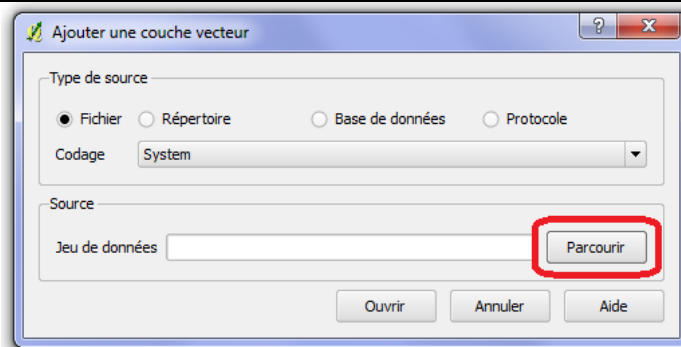 Ajouter une couche vecteur
Type de source
Fichier Répertoire Base de données Protocole
Codage System
Source
Jeu de données Parcourir
Ouvrir Annuler Aide